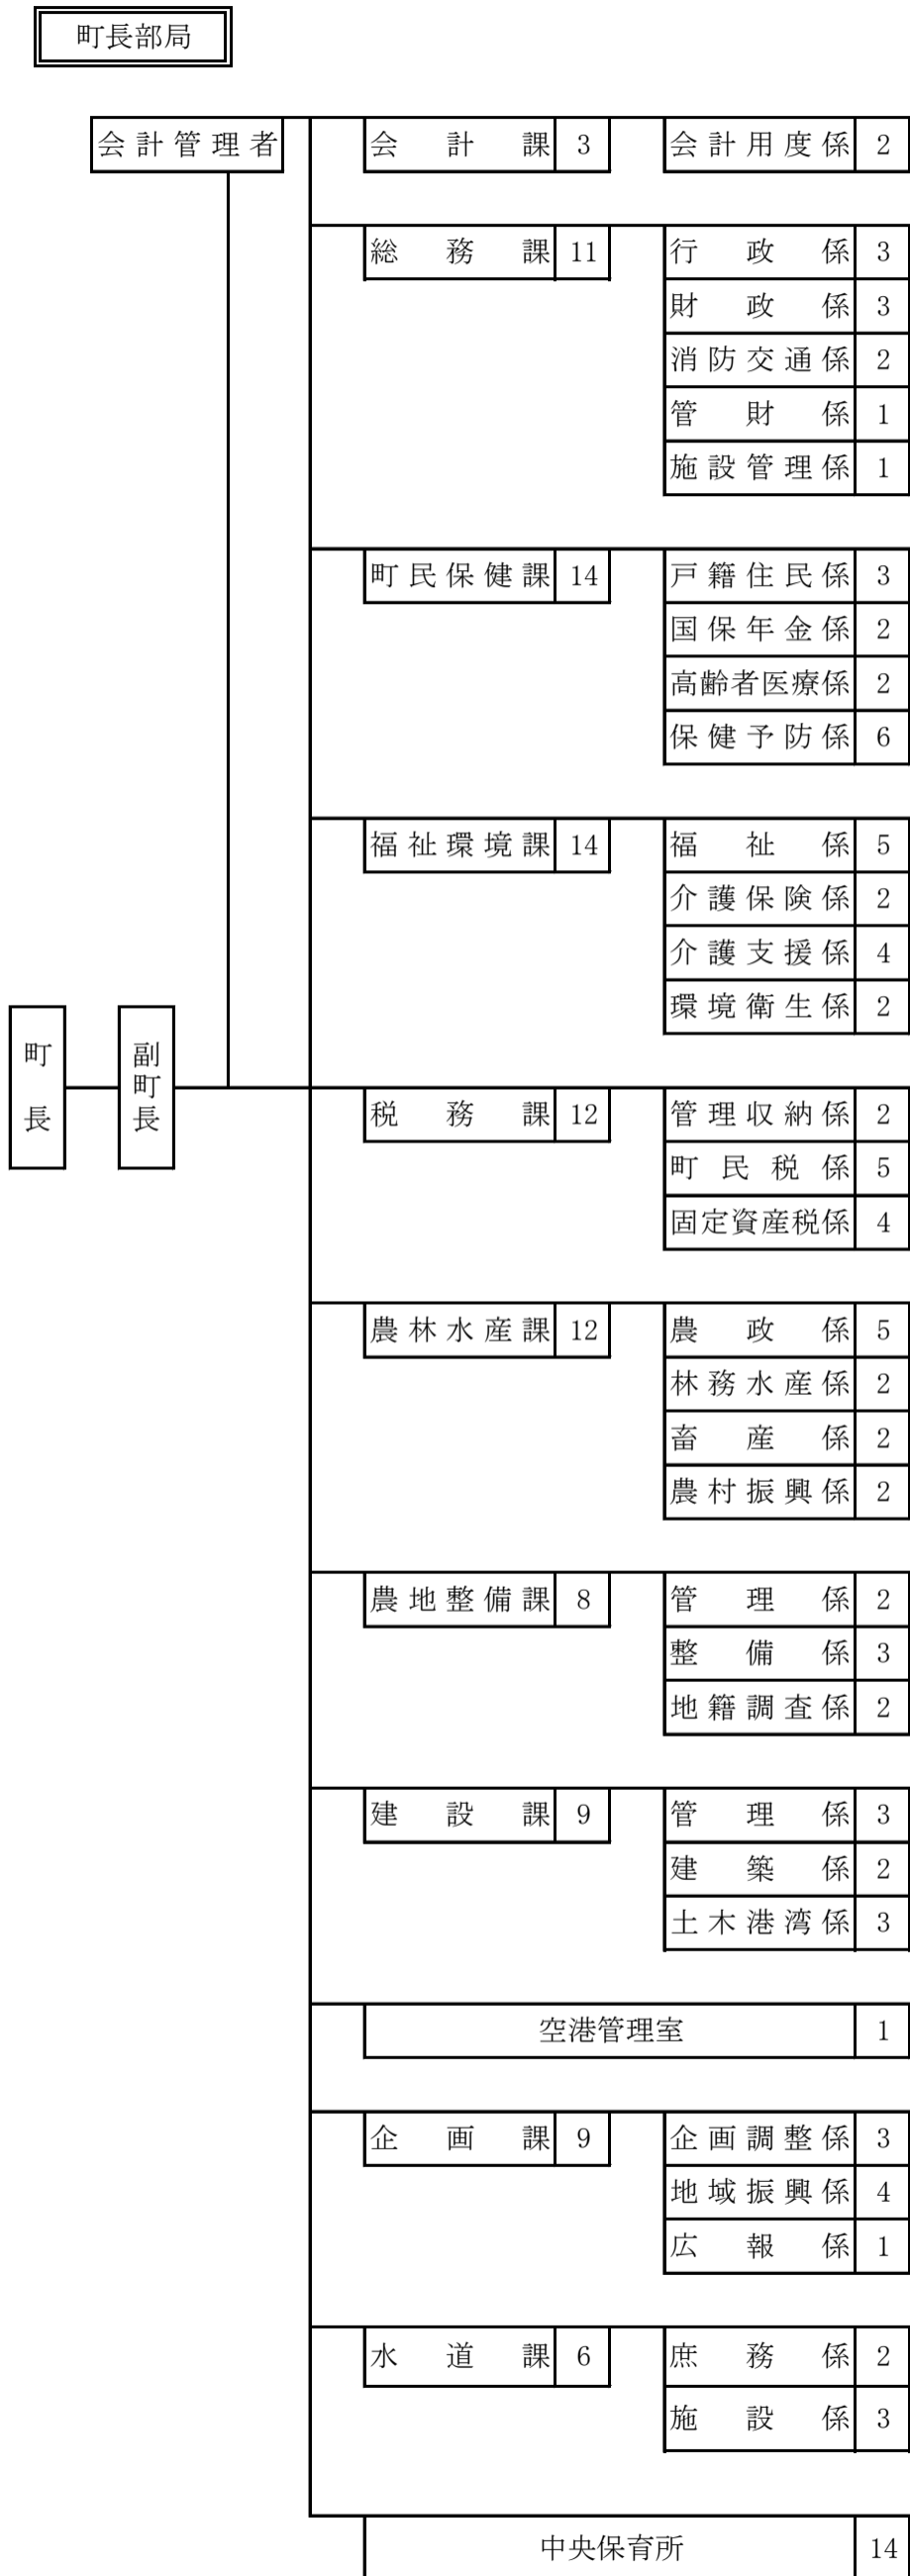 町長部局
会計管理者 会計課 3 会計用度係 2
総務課 11 行政係 3
財政係 3
消防交通係 2
管財係 1
施設管理係 1
町民保健課 14 戸籍住民係 3
国保年金係 2
高齢者医療係 2
保健予防係 6
福祉環境課 14 福祉係 5
介護保険係 2
介護支援係 4
環境衛生係 2
町長 副町長 税務課 12 管理収納係 2
町民税係 5
固定資産税係 4
農林水産課 12 農政係 5
林務水産係 2
畜産係 2
農村振興係 2
農地整備課 8 管理係 2
整備係 3
地籍調査係 2
建設課 9 管理係 3
建築係 2
土木港湾係 3
空港管理室 1
企画課 9 企画調整係 3
地域振興係 4
広報係 1
水道課 6 庶務係 2
施設係 3
中央保育所 14